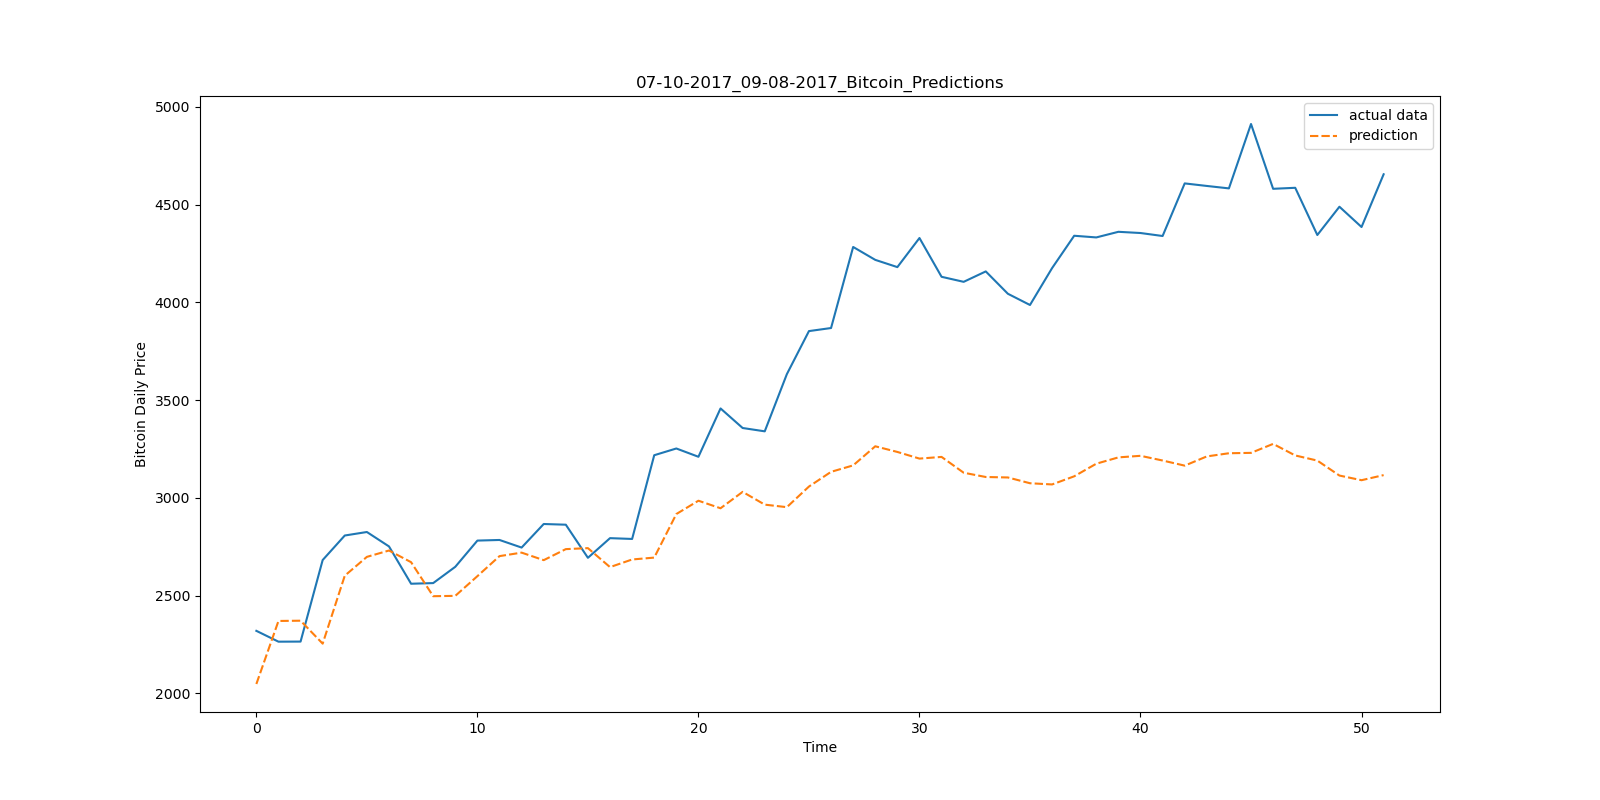 07-10-2017_09-08-2017_Bitcoin_Predictions
actual data
prediction
5000
4500
4000
3500
3000
2500
2000
Bitcoin Daily Price
0 10 20 30 40 50
Time